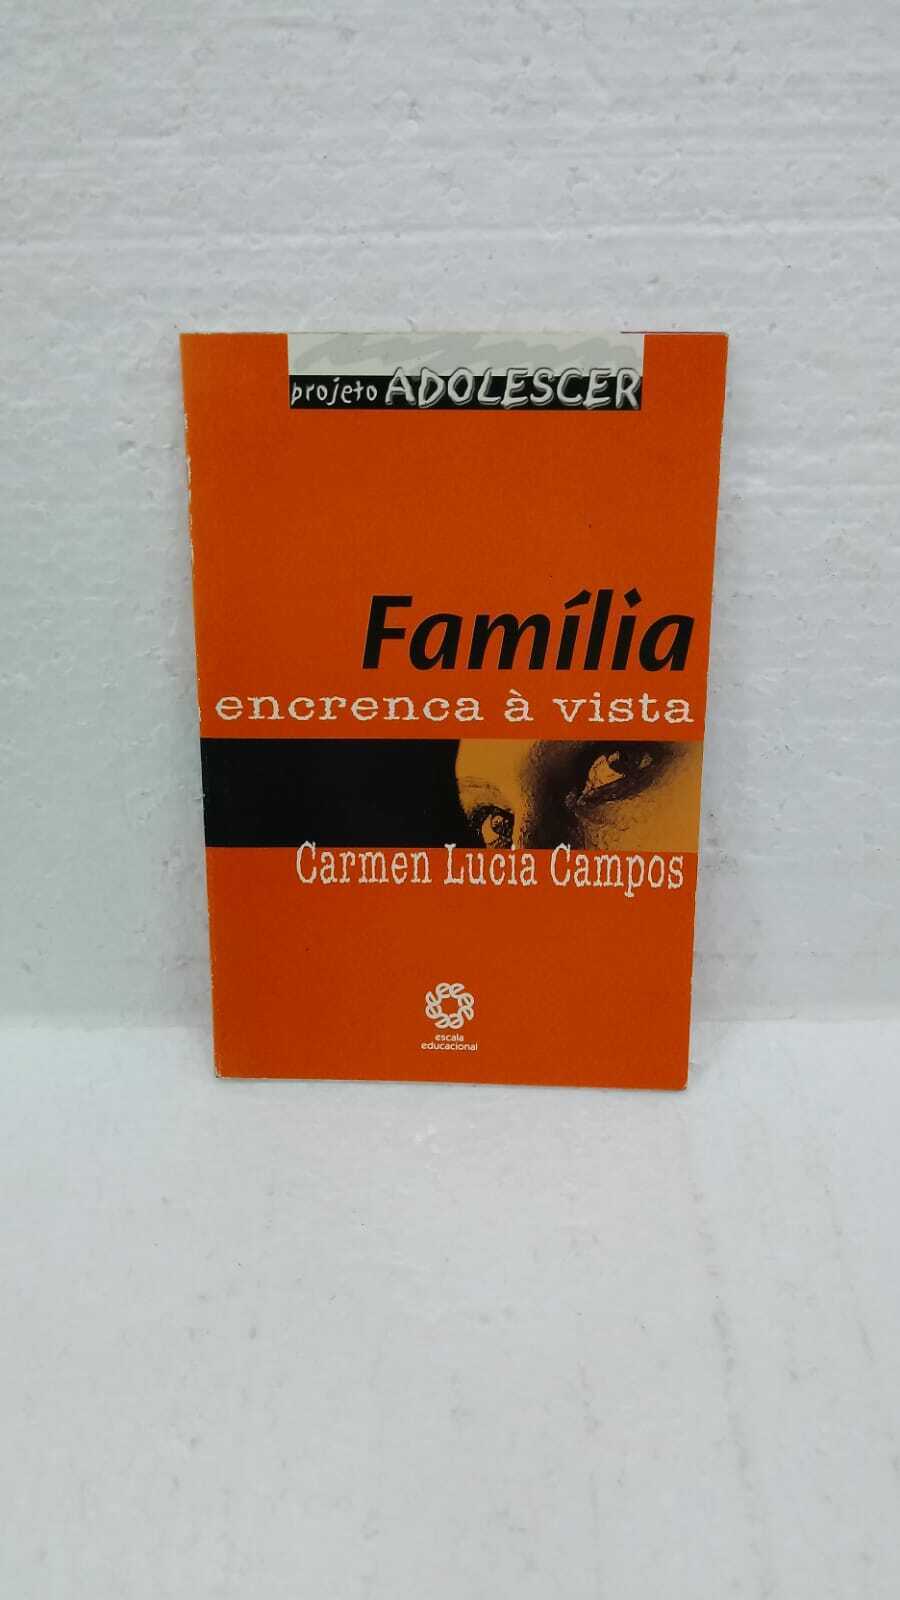 projeto ADOLESCER
Família
encrenca à vista
Carmen Lucia Campos
escala
educacional